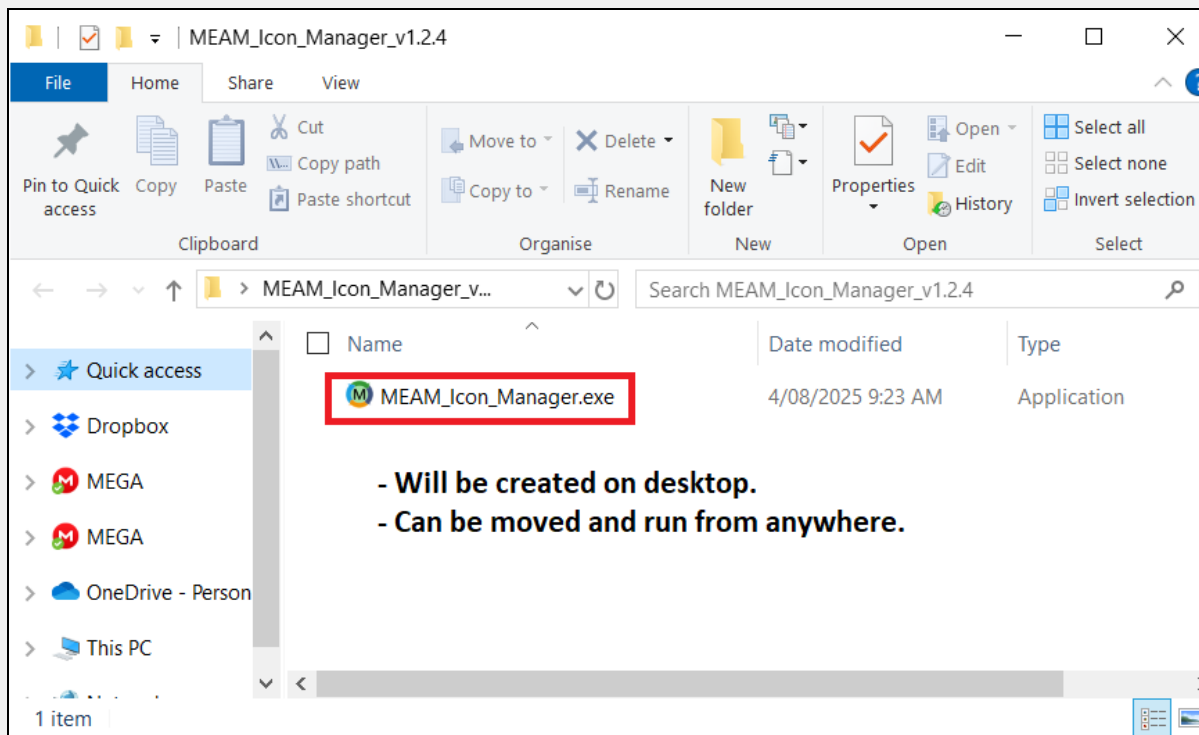 MEAM_Icon_Manager_v1.2.4
File Home Share View
Pin to Quick access
Copy
Paste
Cut
Copy path
Paste shortcut
Clipboard
Move to
Copy to
Delete
Rename
Organise
New folder
New
Properties
Open
Edit
History
Open
Select all
Select none
Invert selection
Select
MEAM_Icon_Manager_v...
Search MEAM_Icon_Manager_v1.2.4
Name Date modified Type
Quick access
Dropbox
MEGA
MEGA
OneDrive - Person
This PC
MEAM_Icon_Manager.exe 4/08/2025 9:23 AM Application
- Will be created on desktop.
- Can be moved and run from anywhere.
1 item